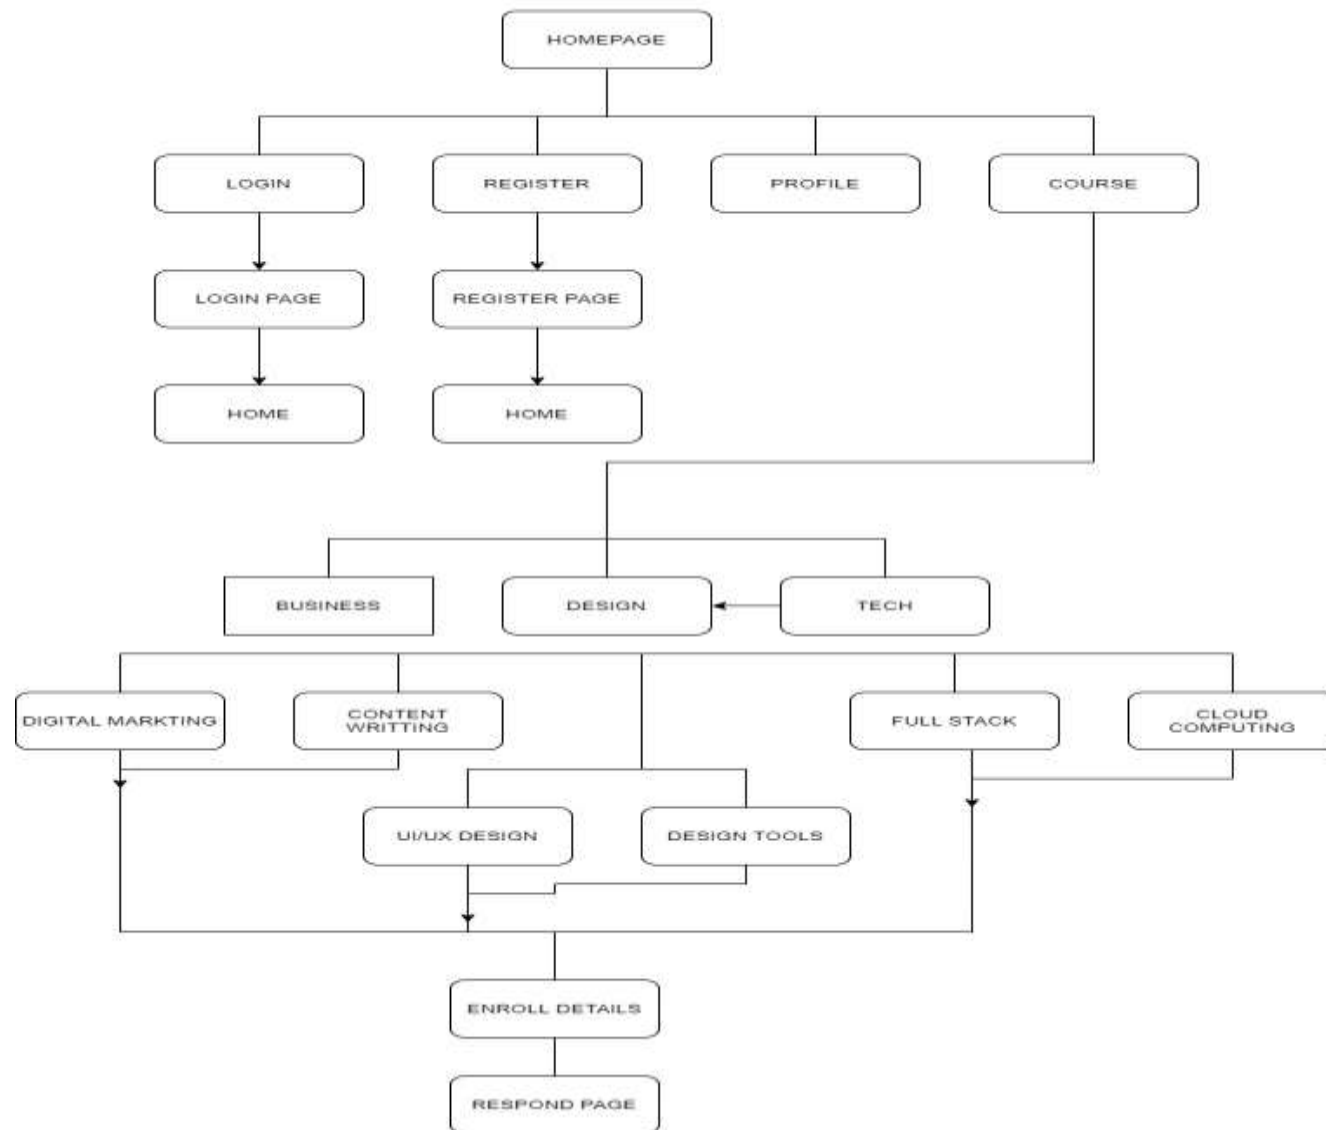 HOMEPAGE
LOGIN
REGISTER
PROFILE
COURSE
LOGIN PAGE
REGISTER PAGE
HOME
HOME
BUSINESS
DESIGN
TECH
DIGITAL MARKTING
CONTENT
WRITTING
FULL STACK
CLOUD
COMPUTING
UI/UX DESIGN
DESIGN TOOLS
ENROLL DETAILS
RESPOND PAGE